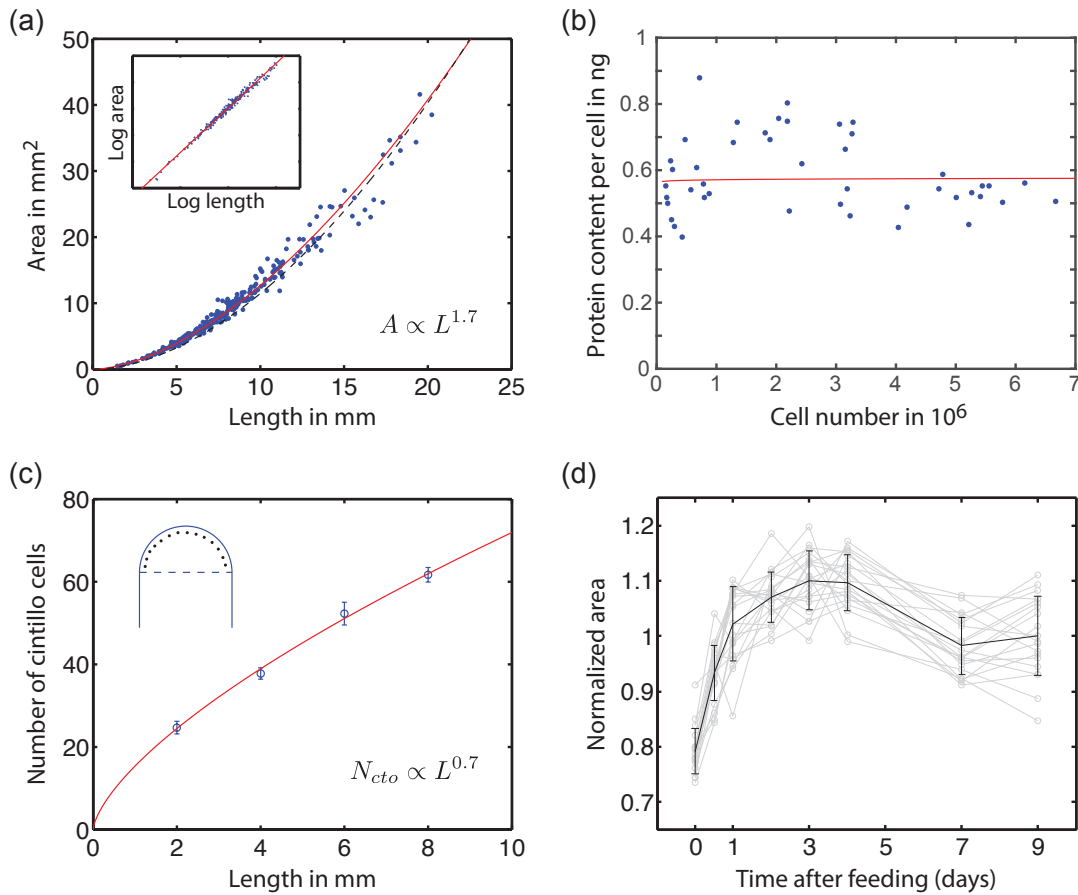 (a)
50
40
30
20
10
0
Area in mm²
Log area
Log length
A ∝ L^1.7
0 5 10 15 20 25
Length in mm
(b)
1
0.8
0.6
0.4
0.2
0
Protein content per cell in ng
0 1 2 3 4 5 6 7
Cell number in 10⁶
(c)
80
60
40
20
0
Number of cintillo cells
N_cto ∝ L^0.7
0 2 4 6 8 10
Length in mm
(d)
1.2
1.1
1
0.9
0.8
0.7
Normalized area
0 1 3 5 7 9
Time after feeding (days)